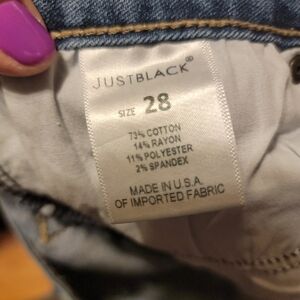 JUSTBLACK®
SIZE 28
73% COTTON
14% RAYON
11% POLYESTER
2% SPANDEX
MADE IN U.S.A.
OF IMPORTED FABRIC